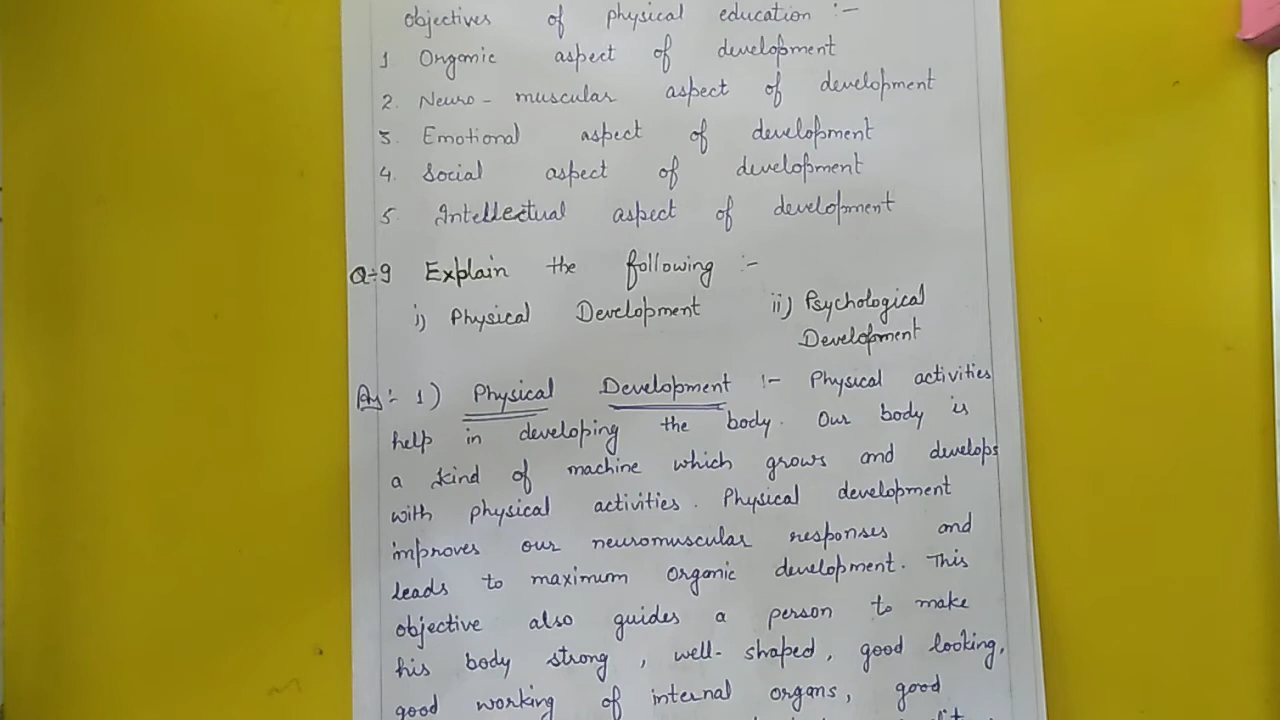 objectives of physical education :-
1. Organic aspect of development
2. Neuro - muscular aspect of development
3. Emotional aspect of development
4. Social aspect of development
5. Intellectual aspect of development
Q:9 Explain the following :-
i) Physical Development ii) Psychological
Development
Ans:- 1) Physical Development :- Physical activities
help in developing the body. Our body is
a kind of machine which grows and develops
with physical activities. Physical development
improves our neuromuscular responses and
leads to maximum organic development. This
objective also guides a person to make
his body strong, well-shaped, good looking,
good working of internal organs, good